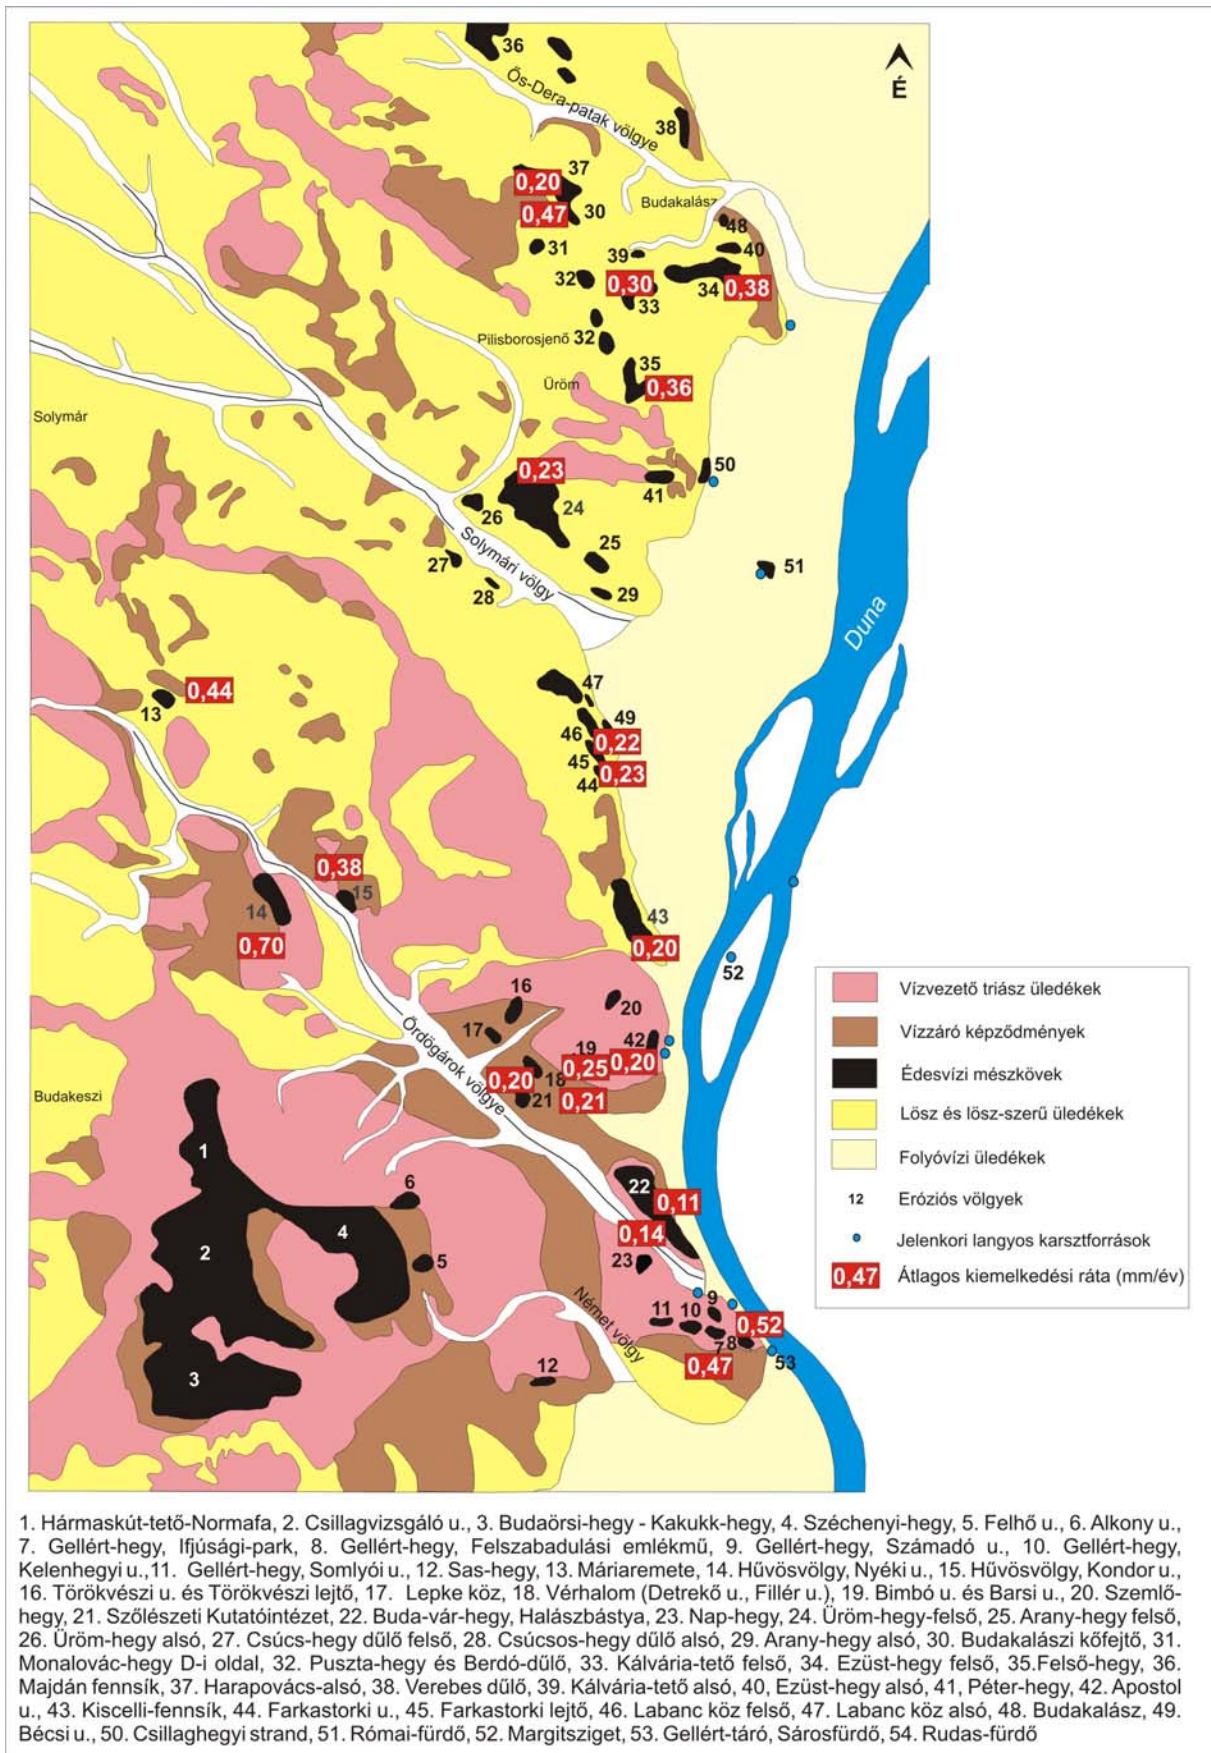 36
É
Ős-Dera-patak völgye
38
37
0,20
Budakalász
0,47
30
48
31
39
40
32
0,30
34
0,38
33
Pilisborosjenő
32
35
Üröm
0,36
Solymár
0,23
50
41
26
24
25
51
27
Solymári völgy
28
29
Duna
0,44
13
47
49
46
0,22
45
0,23
44
0,38
15
14
43
0,70
0,20
52
16
20
17
Ördögárok völgye
42
19
0,20
0,25
18
0,20
21
0,21
Budakeszi
1
6
22
0,11
4
0,14
2
5
23
Német völgy
9
11
10
0,52
7
8
53
0,47
12
3
Vízvezető triász üledékek
Vízzáró képződmények
Édesvízi mészkövek
Lösz és lösz-szerű üledékek
Folyóvízi üledékek
12 Eróziós völgyek
Jelenkori langyos karsztforrások
0,47 Átlagos kiemelkedési ráta (mm/év)
1. Hármaskút-tető-Normafa, 2. Csillagvizsgáló u., 3. Budaörsi-hegy - Kakukk-hegy, 4. Széchenyi-hegy, 5. Felhő u., 6. Alkony u.,
7. Gellért-hegy, Ifjúsági-park, 8. Gellért-hegy, Felszabadulási emlékmű, 9. Gellért-hegy, Számadó u., 10. Gellért-hegy,
Kelenhegyi u.,11. Gellért-hegy, Somlyói u., 12. Sas-hegy, 13. Máriaremete, 14. Hűvösvölgy, Nyéki u., 15. Hűvösvölgy, Kondor u.,
16. Törökvészi u. és Törökvészi lejtő, 17. Lepke köz, 18. Vérhalom (Detrekő u., Fillér u.), 19. Bimbó u. és Barsi u., 20. Szemlő-
hegy, 21. Szőlészeti Kutatóintézet, 22. Buda-vár-hegy, Halászbástya, 23. Nap-hegy, 24. Üröm-hegy-felső, 25. Arany-hegy felső,
26. Üröm-hegy alsó, 27. Csúcs-hegy dűlő felső, 28. Csúcsos-hegy dűlő alsó, 29. Arany-hegy alsó, 30. Budakalászi kőfejtő, 31.
Monalovác-hegy D-i oldal, 32. Puszta-hegy és Berdó-dűlő, 33. Kálvária-tető felső, 34. Ezüst-hegy felső, 35.Felső-hegy, 36.
Majdán fennsík, 37. Harapovács-alsó, 38. Verebes dűlő, 39. Kálvária-tető alsó, 40, Ezüst-hegy alsó, 41, Péter-hegy, 42. Apostol
u., 43. Kiscelli-fennsík, 44. Farkastorki u., 45. Farkastorki lejtő, 46. Labanc köz felső, 47. Labanc köz alsó, 48. Budakalász, 49.
Bécsi u., 50. Csillaghegyi strand, 51. Római-fürdő, 52. Margitsziget, 53. Gellért-táró, Sárosfürdő, 54. Rudas-fürdő